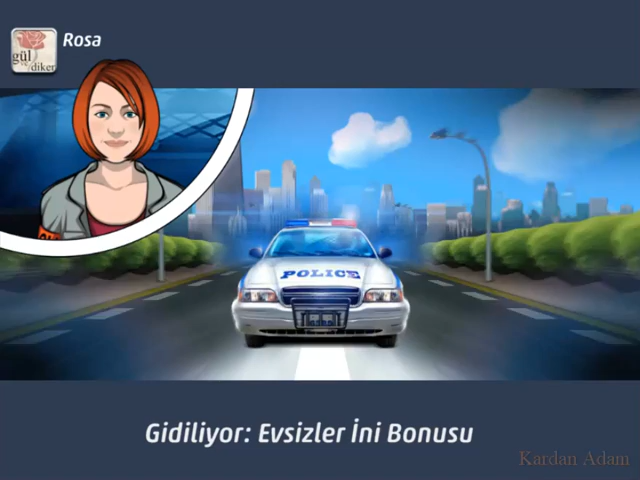 Rosa
gül
diker
POLICE
Gidiliyor: Evsizler İni Bonusu
Kardan Adam